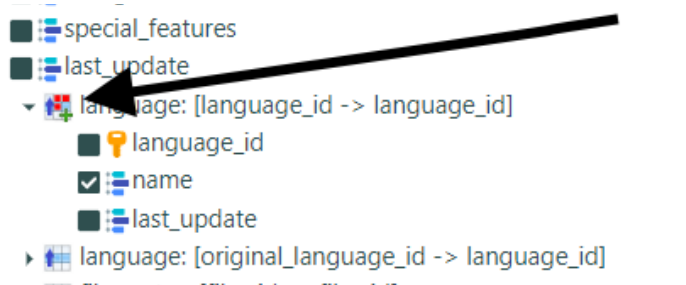 special_features
last_update
language: [language_id -> language_id]
language_id
name
last_update
language: [original_language_id -> language_id]